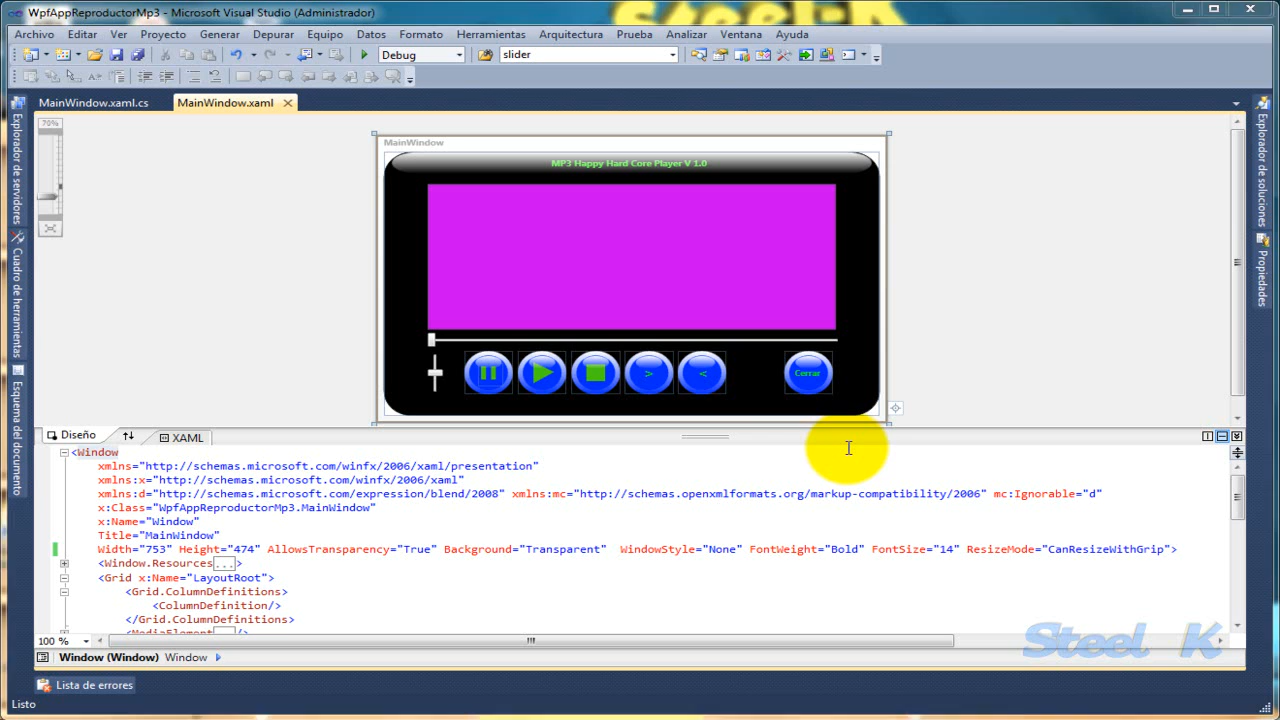 Steel-K
WpfAppReproductorMp3 - Microsoft Visual Studio (Administrador)
Archivo Editar Ver Proyecto Generar Depurar Equipo Datos Formato Herramientas Arquitectura Prueba Analizar Ventana Ayuda
Debug slider
MainWindow.xaml.cs MainWindow.xaml
Explorador de servidores
Cuadro de herramientas
Esquema del documento
70%
MainWindow
MP3 Happy Hard Core Player V 1.0
> < Cerrar
Explorador de soluciones
Propiedades
Diseño XAML
<Window
xmlns="http://schemas.microsoft.com/winfx/2006/xaml/presentation"
xmlns:x="http://schemas.microsoft.com/winfx/2006/xaml"
xmlns:d="http://schemas.microsoft.com/expression/blend/2008" xmlns:mc="http://schemas.openxmlformats.org/markup-compatibility/2006" mc:Ignorable="d"
x:Class="WpfAppReproductorMp3.MainWindow"
x:Name="Window"
Title="MainWindow"
Width="753" Height="474" AllowsTransparency="True" Background="Transparent" WindowStyle="None" FontWeight="Bold" FontSize="14" ResizeMode="CanResizeWithGrip">
<Window.Resources...>
<Grid x:Name="LayoutRoot">
<Grid.ColumnDefinitions>
<ColumnDefinition/>
</Grid.ColumnDefinitions>
<MediaElement.../>
100 %
Steel K
Window (Window) Window
Lista de errores
Listo